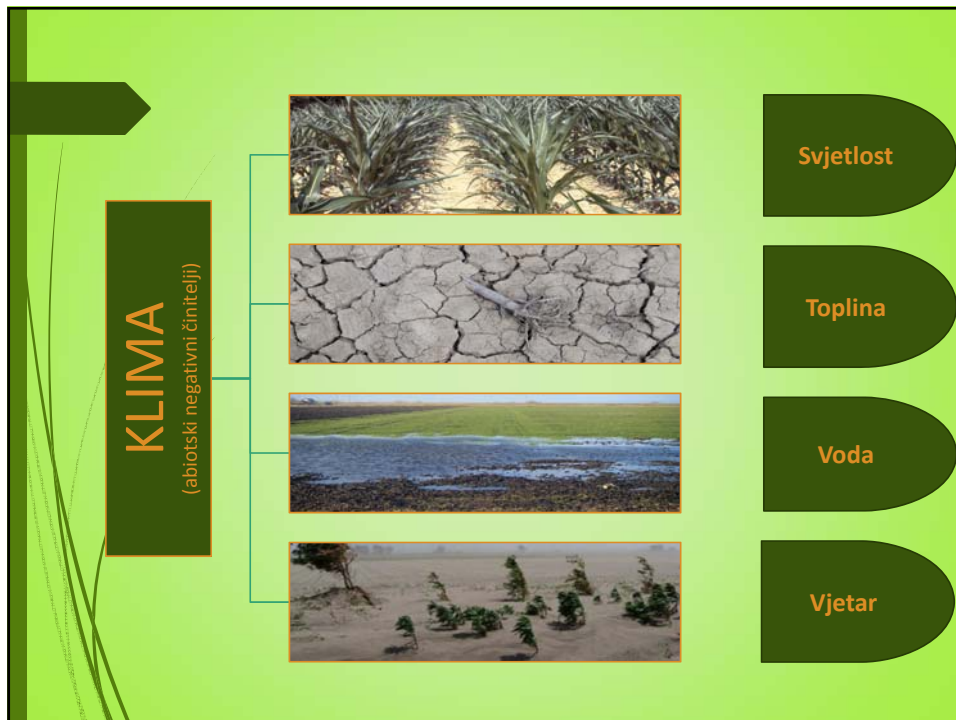 KLIMA
(abiotski negativni činitelji)
Svjetlost
Toplina
Voda
Vjetar